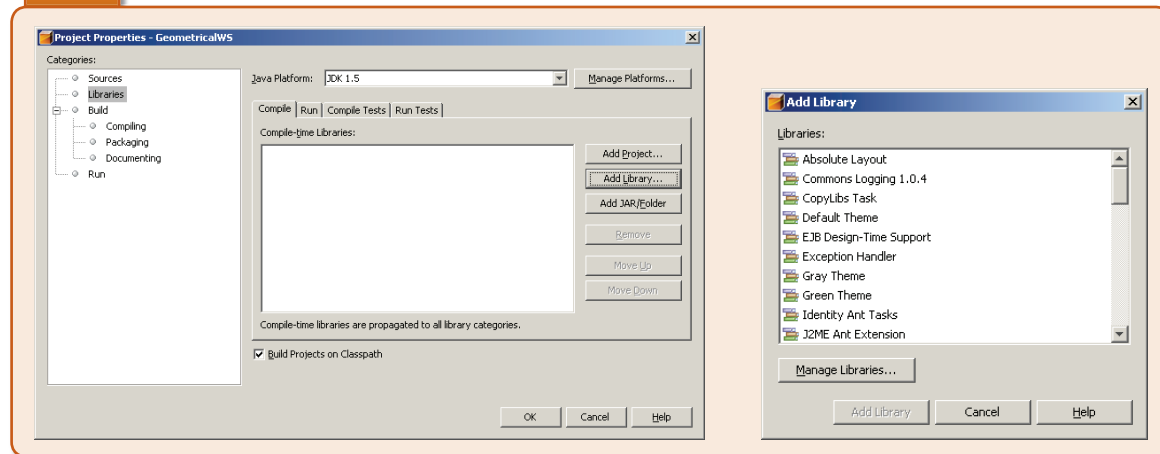 Project Properties - GeometricalWS
Categories:
Sources
Libraries
Build
Compiling
Packaging
Documenting
Run
Java Platform: JDK 1.5 Manage Platforms...
Compile Run Compile Tests Run Tests
Compile-time Libraries:
Add Project...
Add Library...
Add JAR/Folder
Remove
Move Up
Move Down
Compile-time libraries are propagated to all library categories.
Build Projects on Classpath
OK Cancel Help
Add Library
Libraries:
Absolute Layout
Commons Logging 1.0.4
CopyLibs Task
Default Theme
EJB Design-Time Support
Exception Handler
Gray Theme
Green Theme
Identity Ant Tasks
J2ME Ant Extension
Manage Libraries...
Add Library Cancel Help